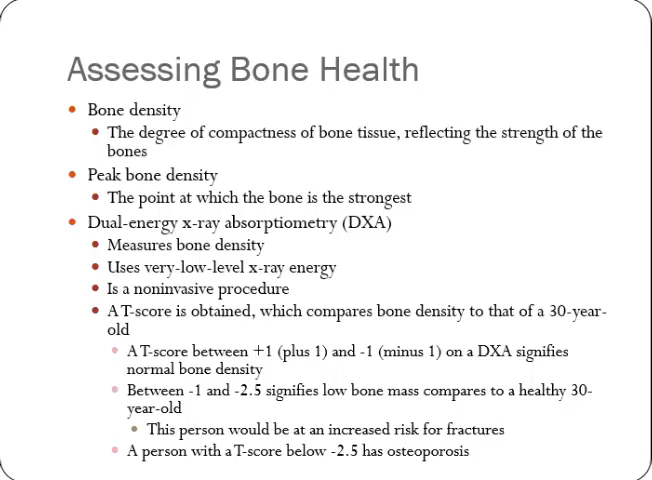 Assessing Bone Health
Bone density
The degree of compactness of bone tissue, reflecting the strength of the
bones
Peak bone density
The point at which the bone is the strongest
Dual-energy x-ray absorptiometry (DXA)
Measures bone density
Uses very-low-level x-ray energy
Is a noninvasive procedure
A T-score is obtained, which compares bone density to that of a 30-year-
old
A T-score between +1 (plus 1) and -1 (minus 1) on a DXA signifies
normal bone density
Between -1 and -2.5 signifies low bone mass compares to a healthy 30-
year-old
This person would be at an increased risk for fractures
A person with a T-score below -2.5 has osteoporosis